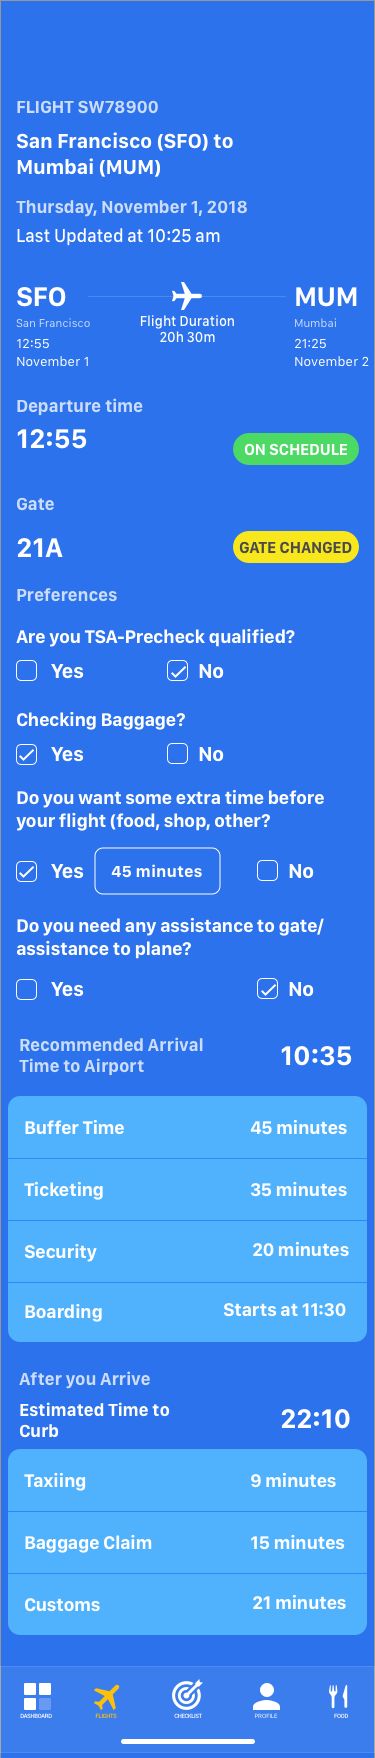 FLIGHT SW78900
San Francisco (SFO) to
Mumbai (MUM)
Thursday, November 1, 2018
Last Updated at 10:25 am
SFO
MUM
San Francisco
Flight Duration
Mumbai
12:55
20h 30m
21:25
November 1
November 2
Departure time
12:55
ON SCHEDULE
Gate
21A
GATE CHANGED
Preferences
Are you TSA-Precheck qualified?
Yes No
Checking Baggage?
Yes No
Do you want some extra time before
your flight (food, shop, other?
Yes 45 minutes No
Do you need any assistance to gate/
assistance to plane?
Yes No
Recommended Arrival
Time to Airport
10:35
Buffer Time 45 minutes
Ticketing 35 minutes
Security 20 minutes
Boarding Starts at 11:30
After you Arrive
Estimated Time to
Curb
22:10
Taxiing 9 minutes
Baggage Claim 15 minutes
Customs 21 minutes
DASHBOARD FLIGHTS CHECKLIST PROFILE FOOD